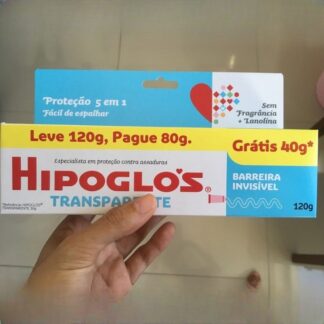 Proteção 5 em 1
Fácil de espalhar
Sem
Fragrância
+ Lanolina
Leve 120g, Pague 80g.
Grátis 40g*
Especialista em proteção contra assaduras
HIPOGLÓS®
TRANSPARENTE
BARREIRA
INVISÍVEL
120g